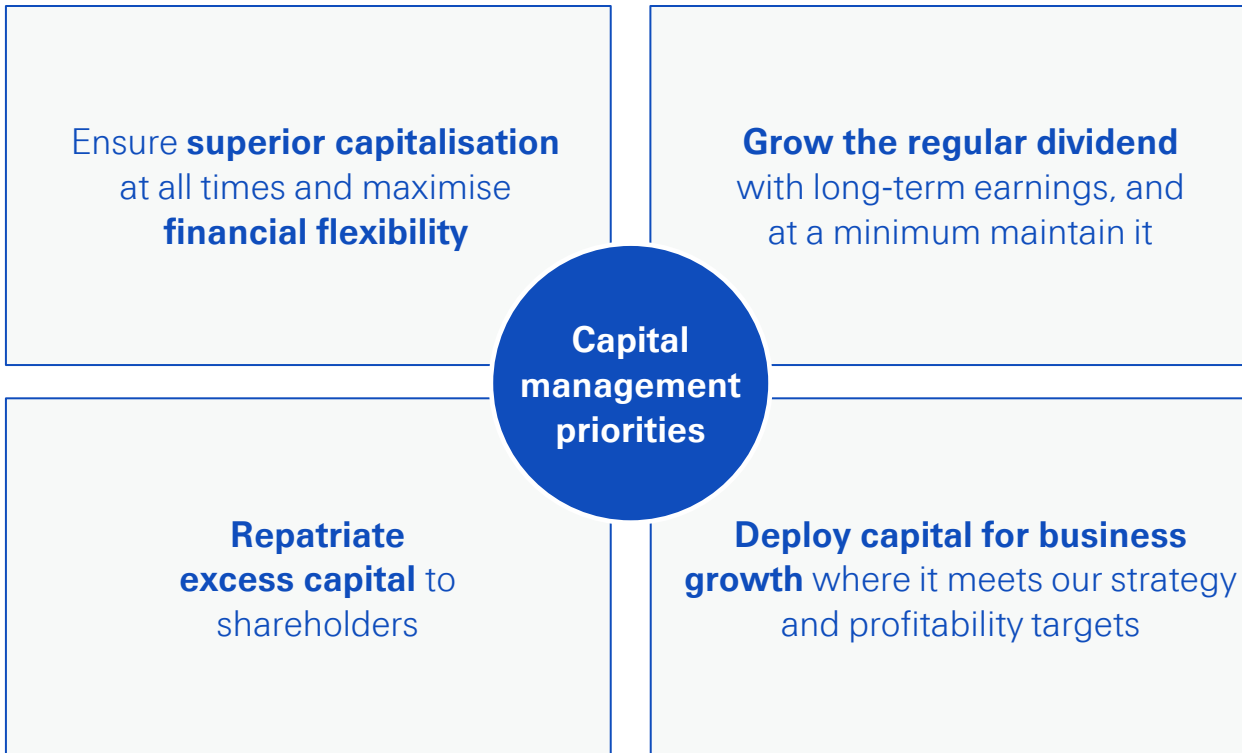 Ensure superior capitalisation
at all times and maximise
financial flexibility
Grow the regular dividend
with long-term earnings, and
at a minimum maintain it
Capital
management
priorities
Repatriate
excess capital to
shareholders
Deploy capital for business
growth where it meets our strategy
and profitability targets